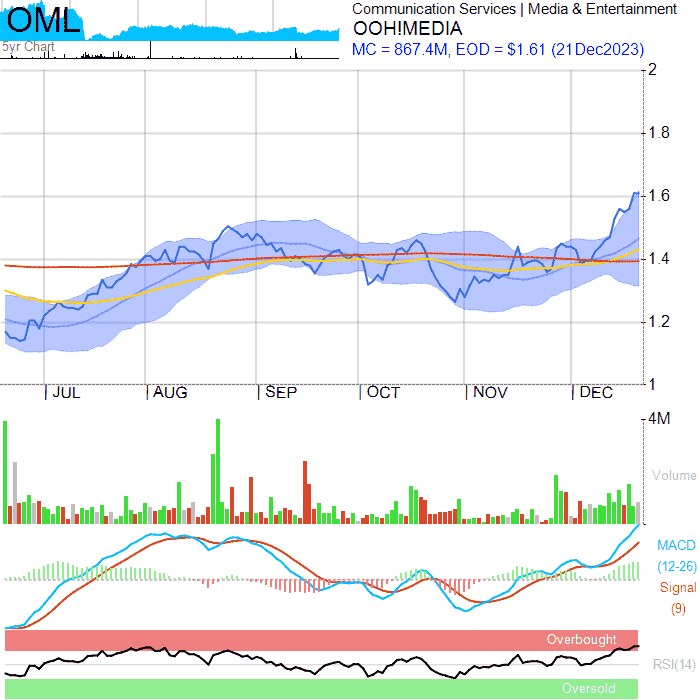 OML
5yr Chart
Communication Services | Media & Entertainment
OOH!MEDIA
MC = 867.4M, EOD = $1.61 (21Dec2023)
2
1.8
1.6
1.4
1.2
1
JUL AUG SEP OCT NOV DEC
4M
Volume
MACD
(12-26)
Signal
(9)
Overbought
RSI(14)
Oversold